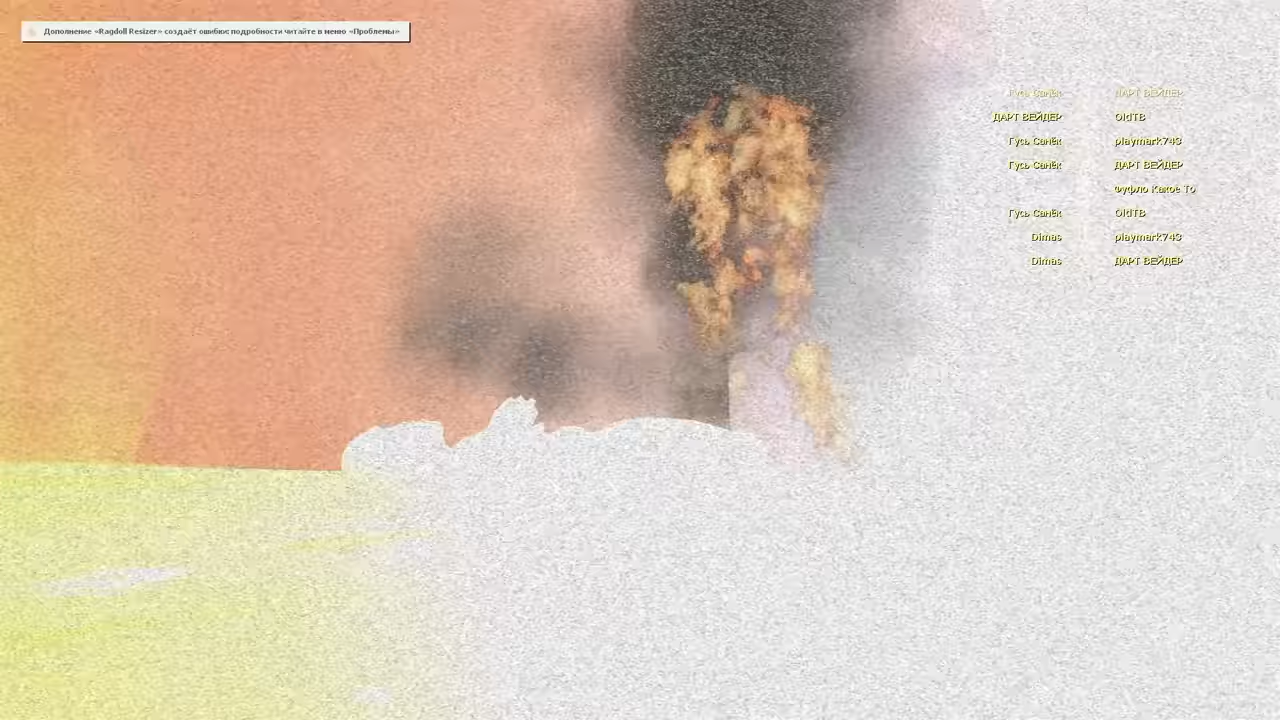 Дополнение «Ragdoll Resizer» создаёт ошибки: подробности читайте в меню «Проблемы»
Гусь Санёк ДАРТ ВЕЙДЕР
ДАРТ ВЕЙДЕР OldTB
Гусь Санёк playmark743
Гусь Санёк ДАРТ ВЕЙДЕР
Фуфло Какое То
Гусь Санёк OldTB
Dimas playmark743
Dimas ДАРТ ВЕЙДЕР